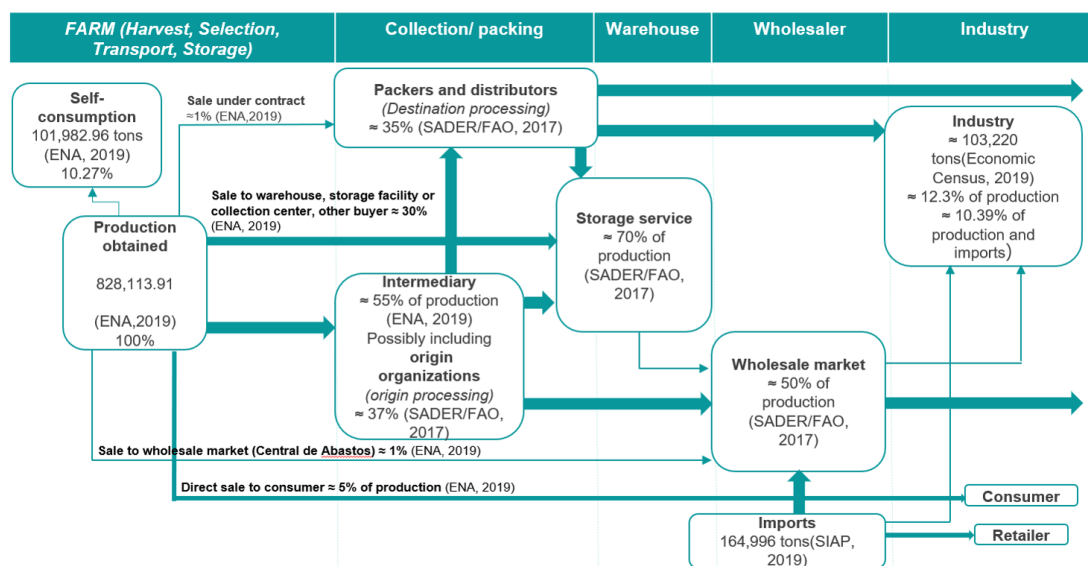 FARM (Harvest, Selection,
Transport, Storage)
Collection/ packing
Warehouse
Wholesaler
Industry
Self-
consumption
101,982.96 tons
(ENA, 2019)
10.27%
Sale under contract
≈1% (ENA,2019)
Packers and distributors
(Destination processing)
≈ 35% (SADER/FAO, 2017)
Industry
≈ 103,220
tons(Economic
Census, 2019)
≈ 12.3% of production
≈ 10.39% of
production and
imports)
Sale to warehouse, storage facility or
collection center, other buyer ≈ 30%
(ENA, 2019)
Storage service
≈ 70% of
production
(SADER/FAO,
2017)
Production
obtained
828,113.91
(ENA,2019)
100%
Intermediary
≈ 55% of production
(ENA, 2019)
Possibly including
origin
organizations
(origin processing)
≈ 37% (SADER/FAO,
2017)
Wholesale market
≈ 50% of
production
(SADER/FAO,
2017)
Sale to wholesale market (Central de Abastos) ≈ 1% (ENA, 2019)
Direct sale to consumer ≈ 5% of production (ENA, 2019)
Consumer
Imports
164,996 tons(SIAP,
2019)
Retailer